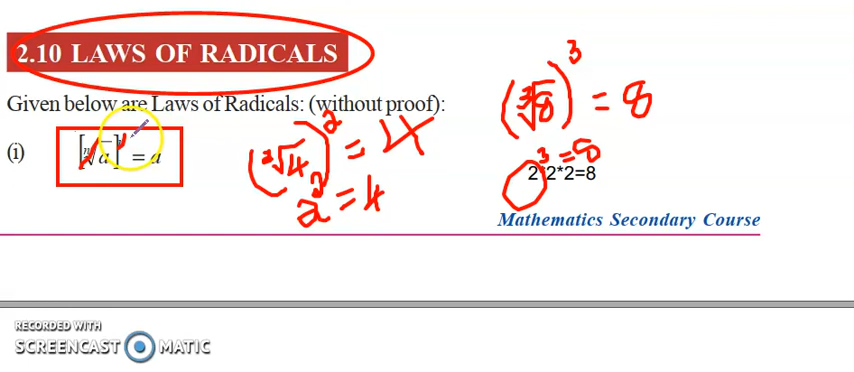 2.10 LAWS OF RADICALS
Given below are Laws of Radicals: (without proof):
(i) [ⁿ√a]ⁿ = a
(²√4)² = 4
2² = 4
(³√8)³ = 8
2³ = 8
2*2*2=8
Mathematics Secondary Course
RECORDED WITH
SCREENCAST MATIC